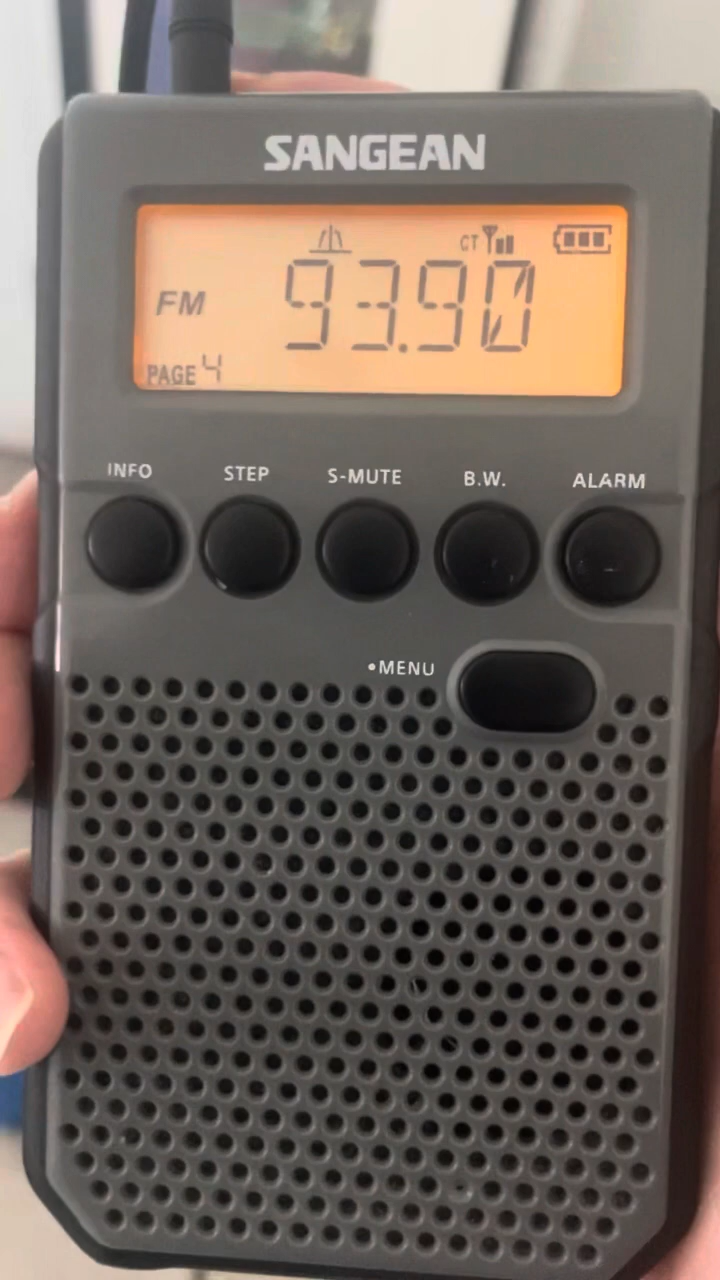 SANGEAN
CT
FM 93.90
PAGE 4
INFO STEP S-MUTE B.W. ALARM
•MENU